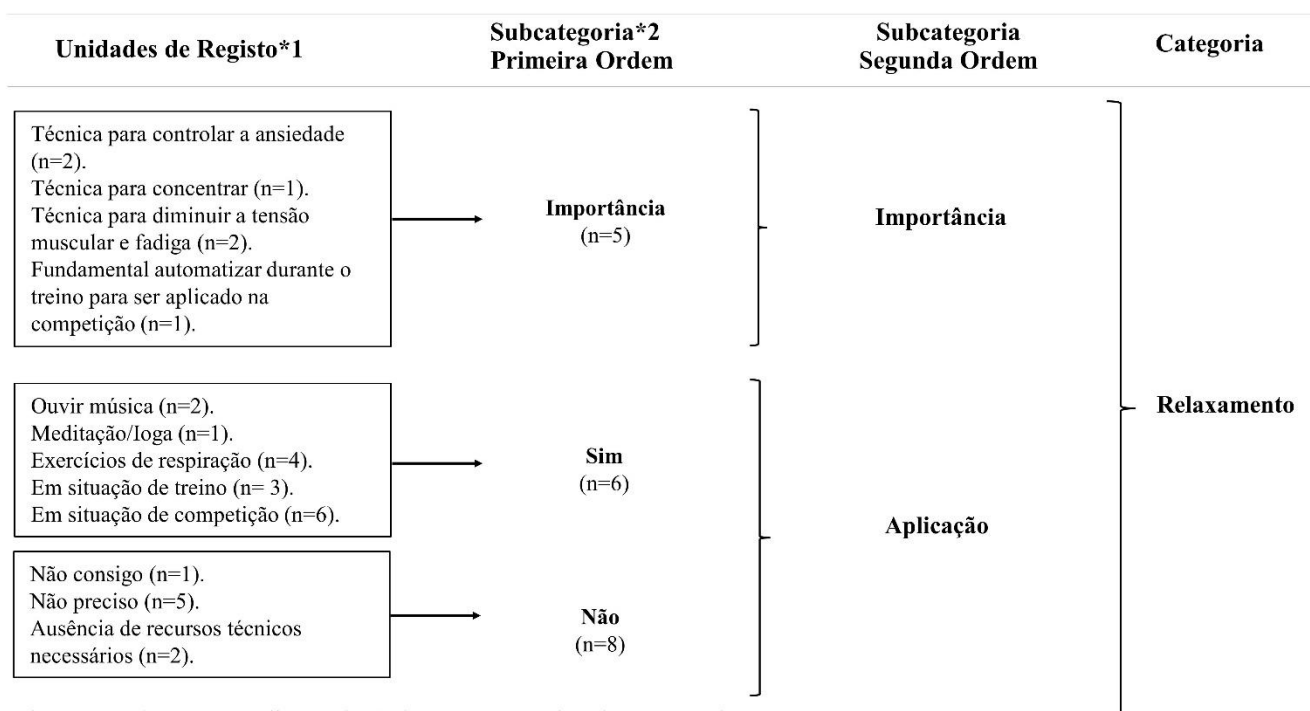 Unidades de Registo*1
Subcategoria*2
Primeira Ordem
Subcategoria
Segunda Ordem
Categoria
Técnica para controlar a ansiedade
(n=2).
Técnica para concentrar (n=1).
Técnica para diminuir a tensão
muscular e fadiga (n=2).
Fundamental automatizar durante o
treino para ser aplicado na
competição (n=1).
Importância
(n=5)
Importância
Ouvir música (n=2).
Meditação/Ioga (n=1).
Exercícios de respiração (n=4).
Em situação de treino (n= 3).
Em situação de competição (n=6).
Sim
(n=6)
Não consigo (n=1).
Não preciso (n=5).
Ausência de recursos técnicos
necessários (n=2).
Não
(n=8)
Aplicação
Relaxamento